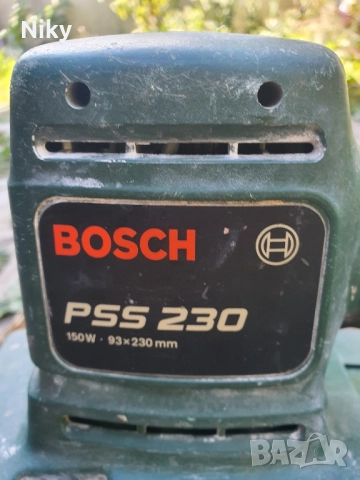 Niky
BOSCH
PSS 230
150W · 93×230 mm
BAZAR